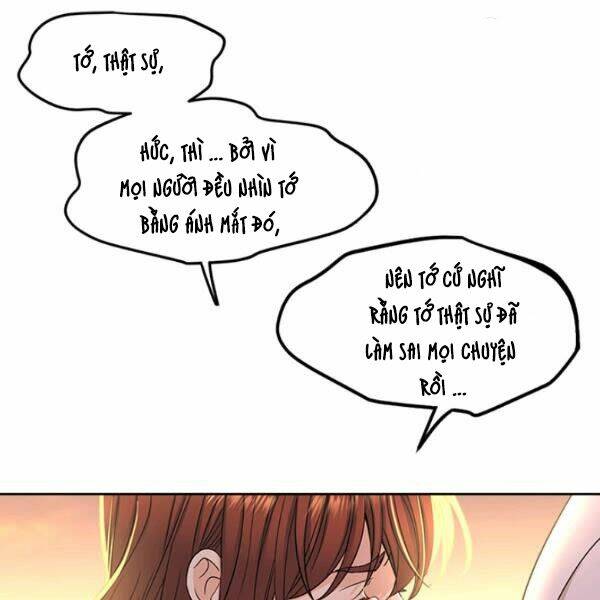 TỚ, THẬT SỰ,
HỨC, THÌ ... BỞI VÌ
MỌI NGƯỜI ĐỀU NHÌN TỚ
BẰNG ÁNH MẮT ĐÓ,
NÊN TỚ CỨ NGHĨ
RẰNG TỚ THẬT SỰ ĐÃ
LÀM SAI MỌI CHUYỆN
RỒI ...